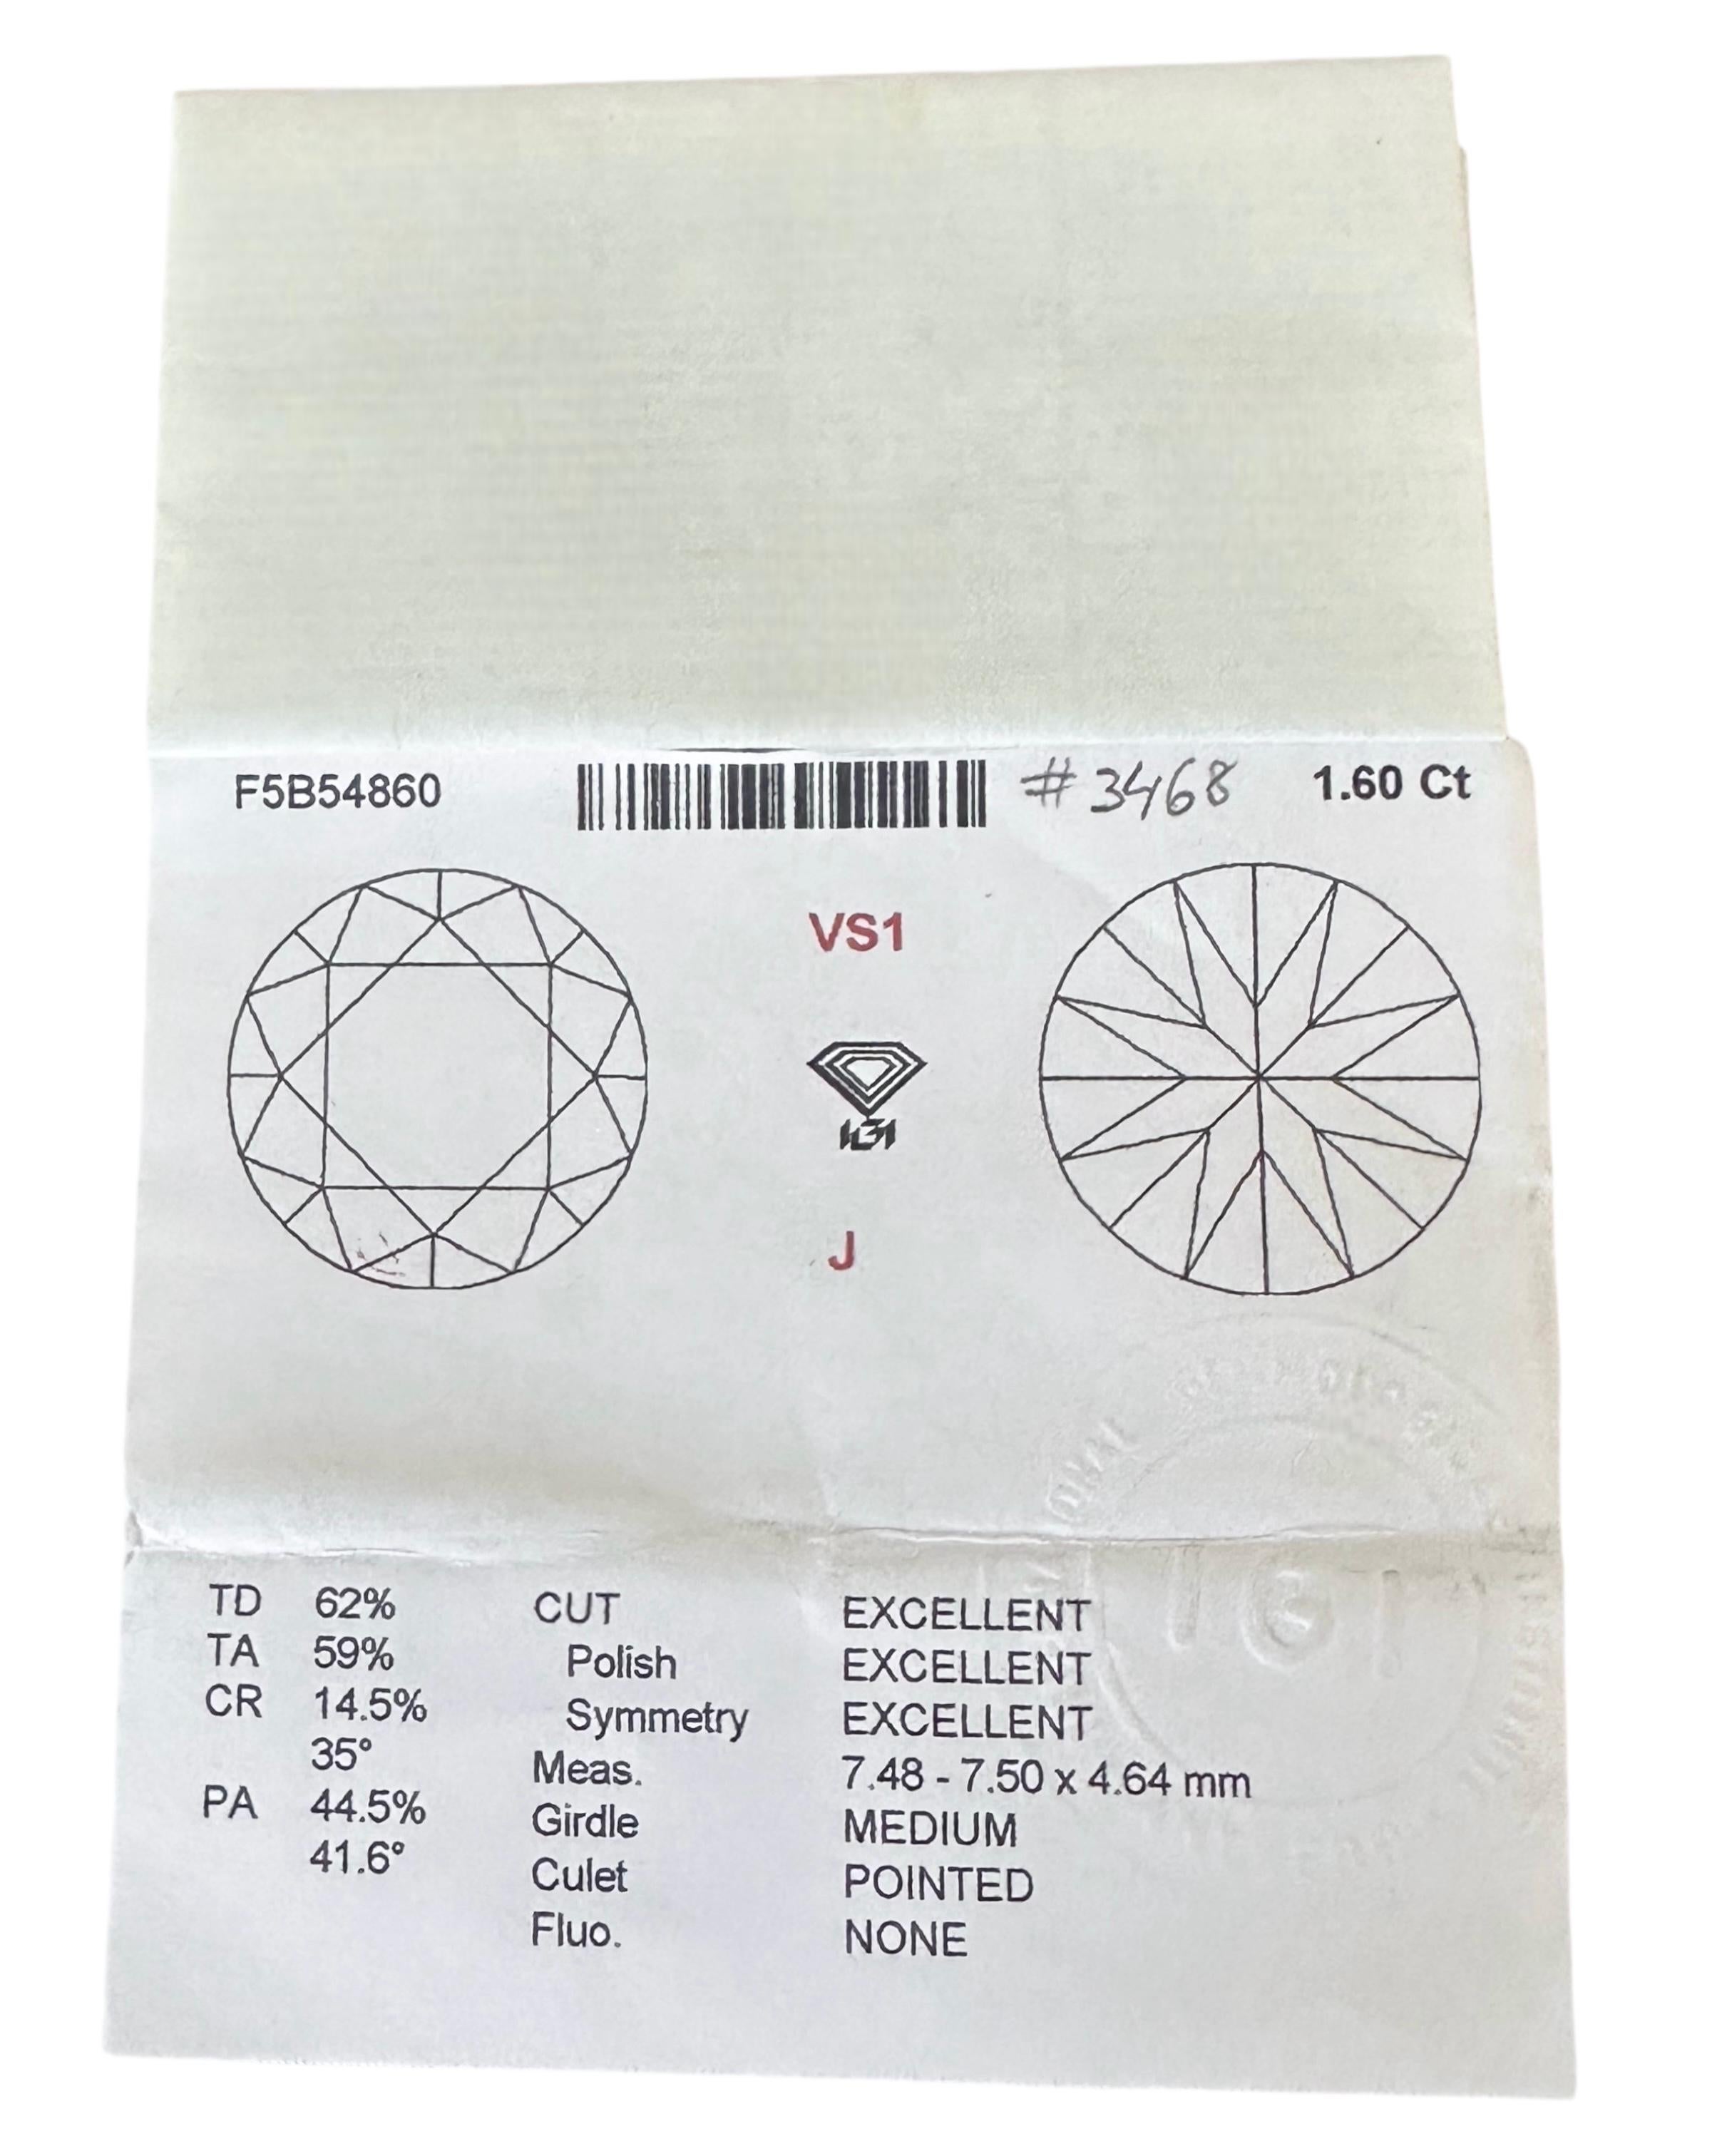 F5B54860 #3468 1.60 Ct
VS1
IGI
J
TD 62% CUT EXCELLENT
TA 59% Polish EXCELLENT
CR 14.5% Symmetry EXCELLENT
35° Meas. 7.48 - 7.50 x 4.64 mm
PA 44.5% Girdle MEDIUM
41.6° Culet POINTED
Fluo. NONE
IGI